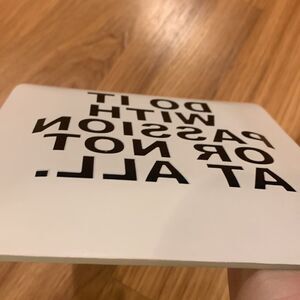 DO IT
WITH
PASSION
OR NOT
AT ALL.